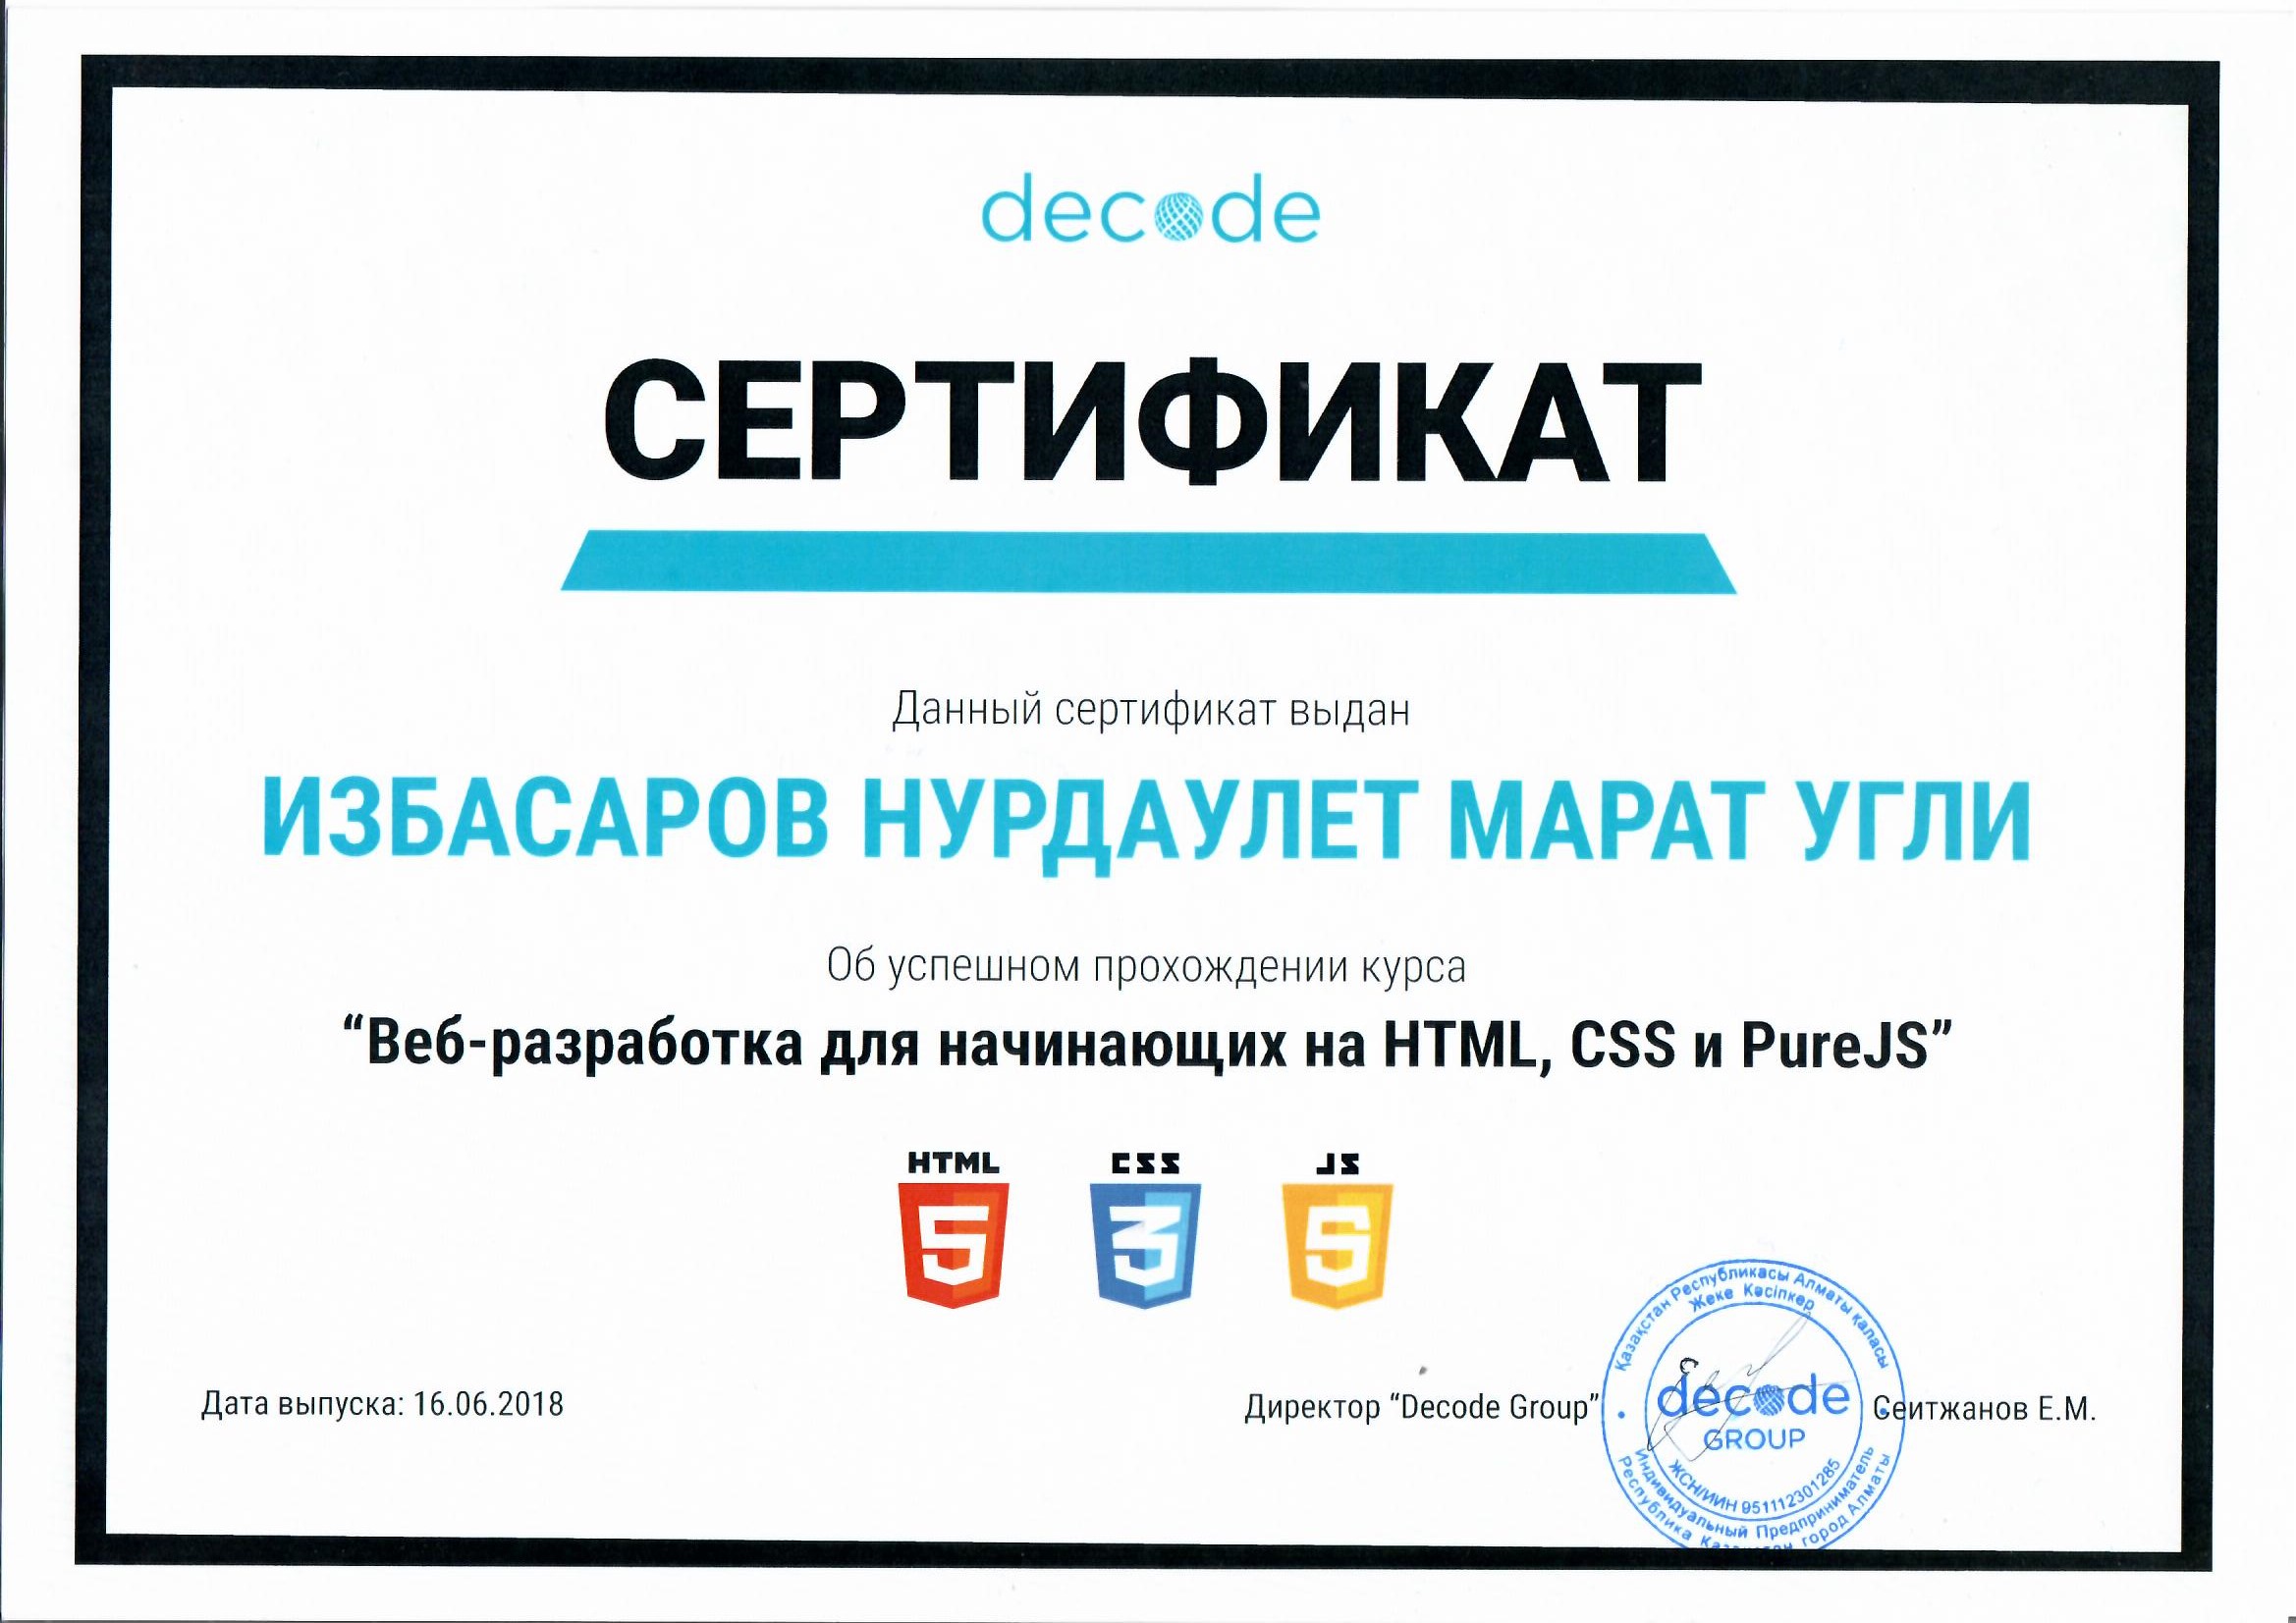 decode
СЕРТИФИКАТ
Данный сертификат выдан
ИЗБАСАРОВ НУРДАУЛЕТ МАРАТ УГЛИ
Об успешном прохождении курса
“Веб-разработка для начинающих на HTML, CSS и PureJS”
HTML CSS JS
5 3 5
Қазақстан Республикасы Алматы қаласы
Жеке Кәсіпкер
Дата выпуска: 16.06.2018
Директор “Decode Group”
decode
GROUP
Сеитжанов Е.М.
ЖСН/ИИН 951112301285
Индивидуальный Предприниматель
Республика Казахстан город Алматы